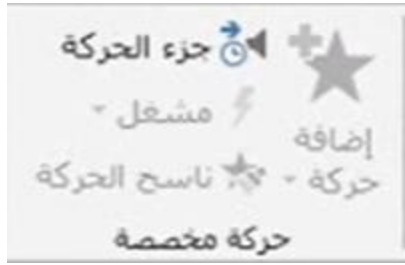 إضافة
حركة
جزء الحركة
مشغل
ناسخ الحركة
حركة مخصصة